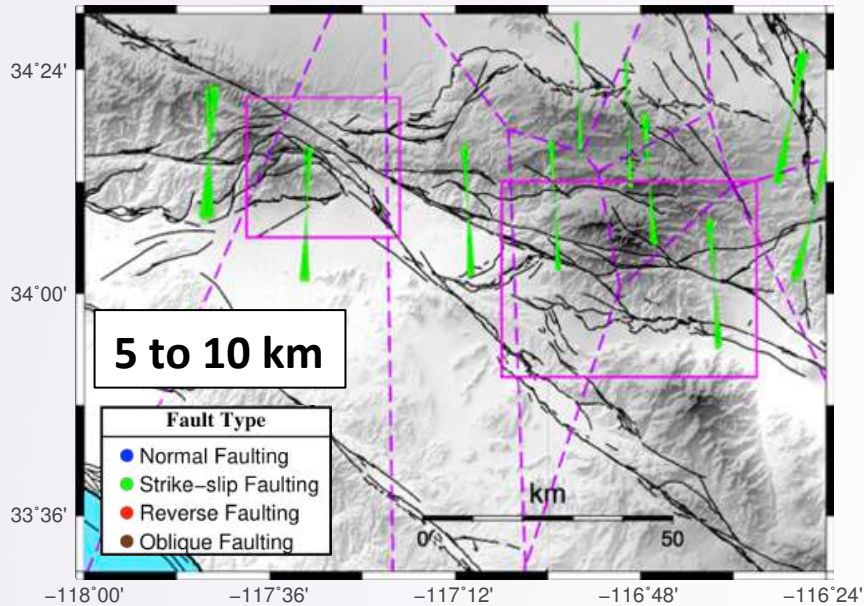 34°24'
34°00'
33°36'
5 to 10 km
Fault Type
Normal Faulting
Strike−slip Faulting
Reverse Faulting
Oblique Faulting
km
0 50
−118°00' −117°36' −117°12' −116°48' −116°24'